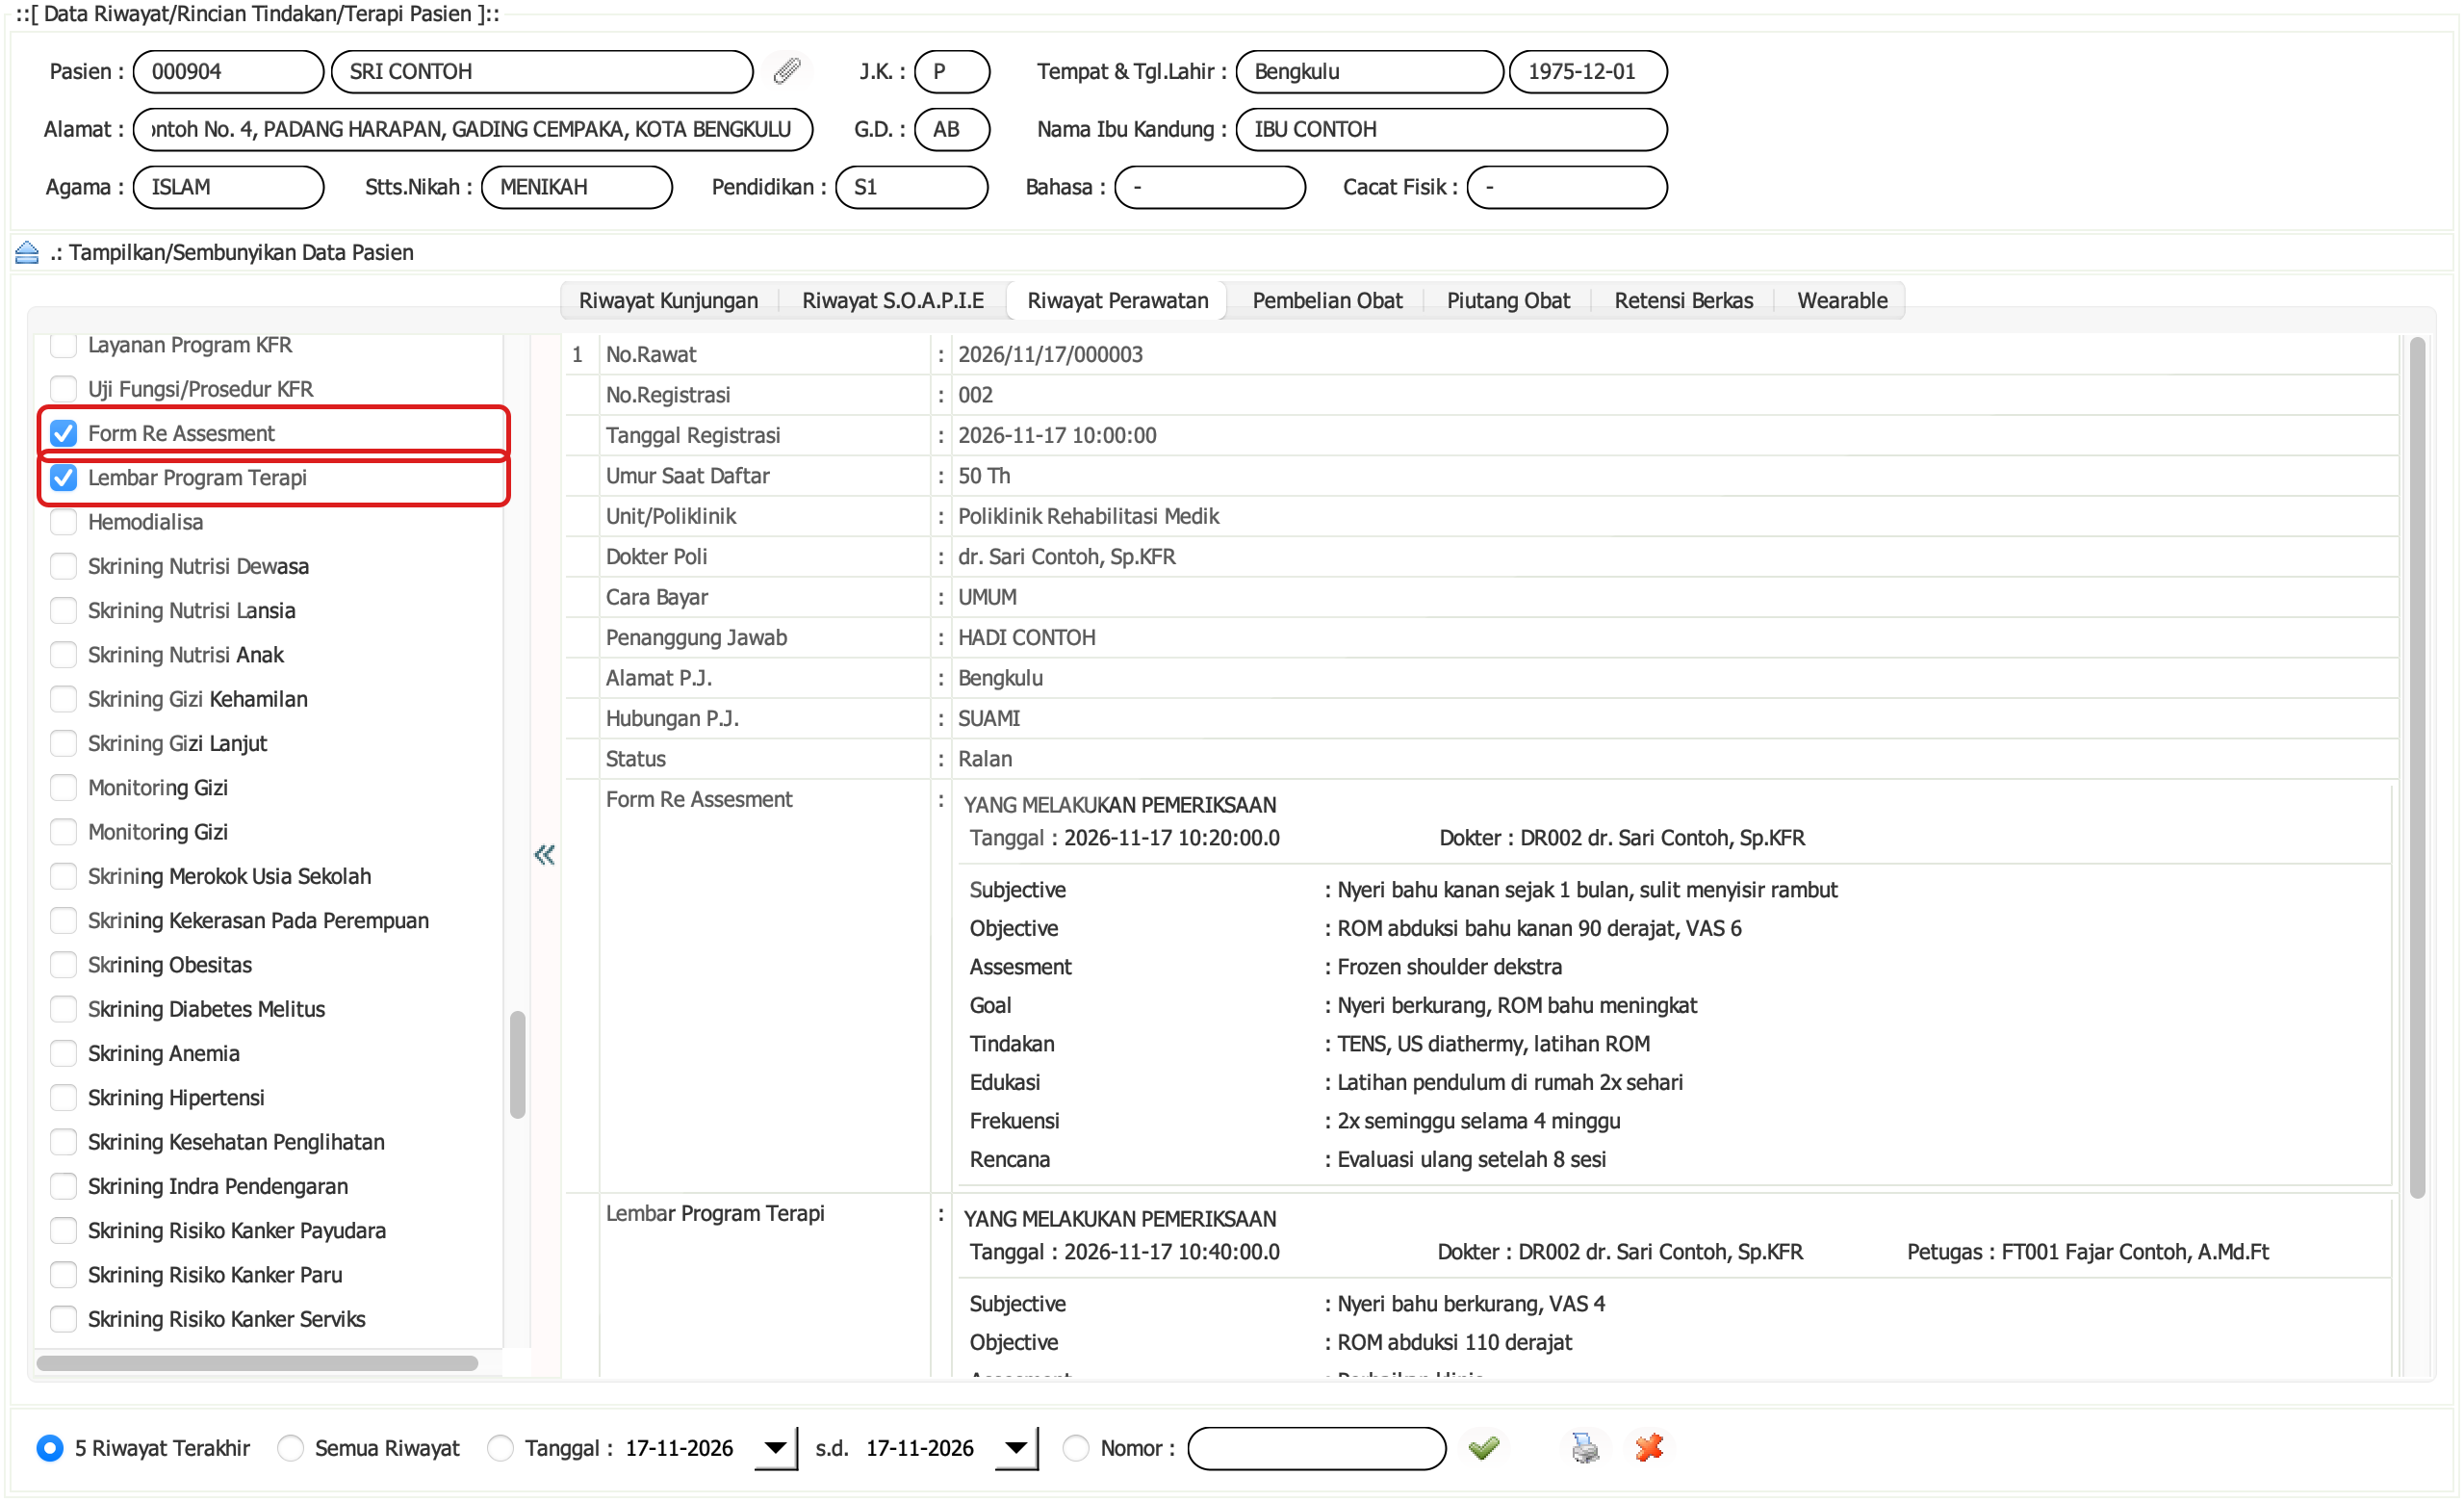 ::[ Data Riwayat/Rincian Tindakan/Terapi Pasien ]::
Pasien : 000904 SRI CONTOH J.K. : P Tempat & Tgl.Lahir : Bengkulu 1975-12-01
Alamat : ontoh No. 4, PADANG HARAPAN, GADING CEMPAKA, KOTA BENGKULU G.D. : AB Nama Ibu Kandung : IBU CONTOH
Agama : ISLAM Stts.Nikah : MENIKAH Pendidikan : S1 Bahasa : - Cacat Fisik : -
.: Tampilkan/Sembunyikan Data Pasien
Riwayat Kunjungan Riwayat S.O.A.P.I.E Riwayat Perawatan Pembelian Obat Piutang Obat Retensi Berkas Wearable
Layanan Program KFR
Uji Fungsi/Prosedur KFR
Form Re Assesment
Lembar Program Terapi
Hemodialisa
Skrining Nutrisi Dewasa
Skrining Nutrisi Lansia
Skrining Nutrisi Anak
Skrining Gizi Kehamilan
Skrining Gizi Lanjut
Monitoring Gizi
Monitoring Gizi
Skrining Merokok Usia Sekolah
Skrining Kekerasan Pada Perempuan
Skrining Obesitas
Skrining Diabetes Melitus
Skrining Anemia
Skrining Hipertensi
Skrining Kesehatan Penglihatan
Skrining Indra Pendengaran
Skrining Risiko Kanker Payudara
Skrining Risiko Kanker Paru
Skrining Risiko Kanker Serviks
1 No.Rawat : 2026/11/17/000003
No.Registrasi : 002
Tanggal Registrasi : 2026-11-17 10:00:00
Umur Saat Daftar : 50 Th
Unit/Poliklinik : Poliklinik Rehabilitasi Medik
Dokter Poli : dr. Sari Contoh, Sp.KFR
Cara Bayar : UMUM
Penanggung Jawab : HADI CONTOH
Alamat P.J. : Bengkulu
Hubungan P.J. : SUAMI
Status : Ralan
Form Re Assesment : YANG MELAKUKAN PEMERIKSAAN
Tanggal : 2026-11-17 10:20:00.0 Dokter : DR002 dr. Sari Contoh, Sp.KFR
Subjective : Nyeri bahu kanan sejak 1 bulan, sulit menyisir rambut
Objective : ROM abduksi bahu kanan 90 derajat, VAS 6
Assesment : Frozen shoulder dekstra
Goal : Nyeri berkurang, ROM bahu meningkat
Tindakan : TENS, US diathermy, latihan ROM
Edukasi : Latihan pendulum di rumah 2x sehari
Frekuensi : 2x seminggu selama 4 minggu
Rencana : Evaluasi ulang setelah 8 sesi
Lembar Program Terapi : YANG MELAKUKAN PEMERIKSAAN
Tanggal : 2026-11-17 10:40:00.0 Dokter : DR002 dr. Sari Contoh, Sp.KFR Petugas : FT001 Fajar Contoh, A.Md.Ft
Subjective : Nyeri bahu berkurang, VAS 4
Objective : ROM abduksi 110 derajat
5 Riwayat Terakhir Semua Riwayat Tanggal : 17-11-2026 s.d. 17-11-2026 Nomor :